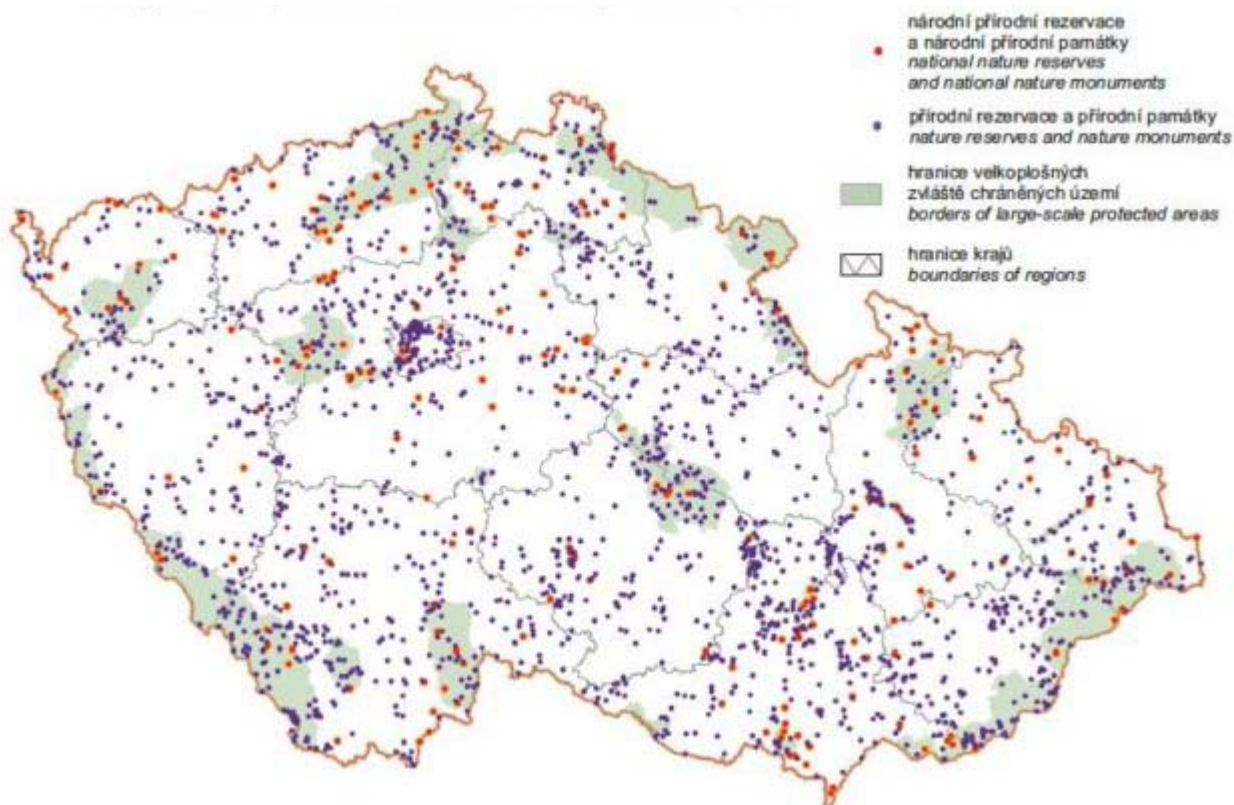 národní přírodní rezervace
a národní přírodní památky
national nature reserves
and national nature monuments
přírodní rezervace a přírodní památky
nature reserves and nature monuments
hranice velkoplošných
zvláště chráněných území
borders of large-scale protected areas
hranice krajů
boundaries of regions